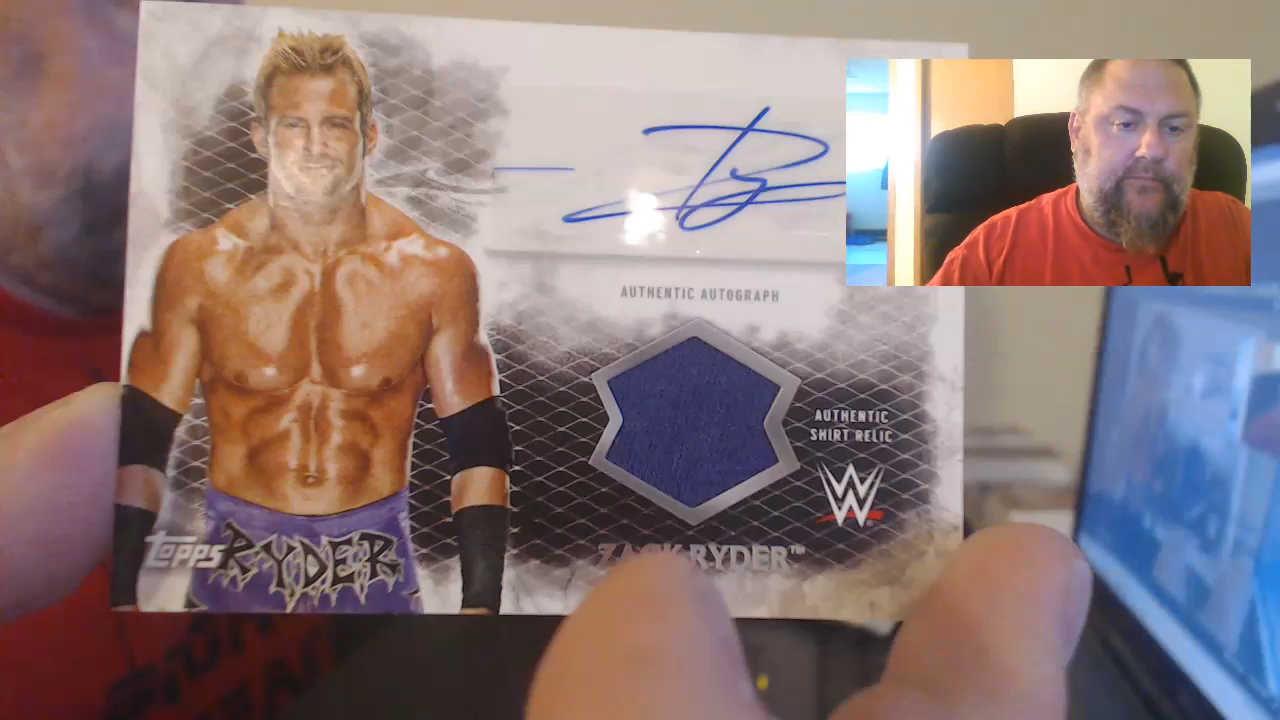 AUTHENTIC AUTOGRAPH
AUTHENTIC
SHIRT RELIC
W
topps
RYDER
ZACK RYDER™